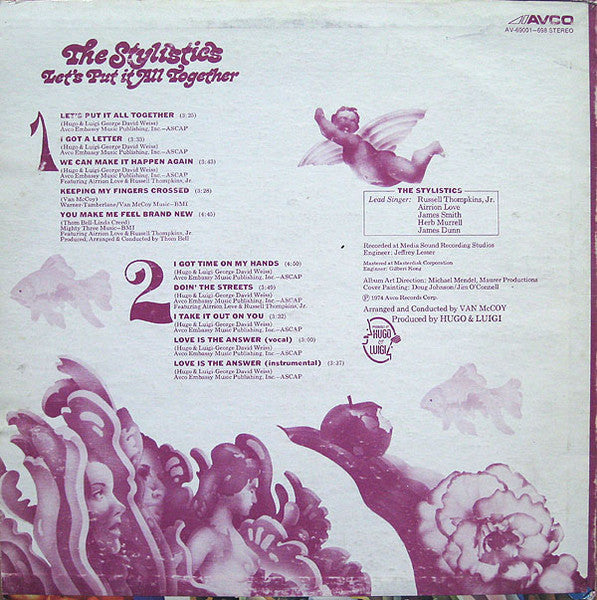 AVCO
AV-69001-698 STEREO
The Stylistics
Let's Put it All Together
1
LET'S PUT IT ALL TOGETHER (3:25)
(Hugo & Luigi-George David Weiss)
Avco Embassy Music Publishing, Inc.—ASCAP
I GOT A LETTER (3:33)
(Hugo & Luigi-George David Weiss)
Avco Embassy Music Publishing, Inc.—ASCAP
WE CAN MAKE IT HAPPEN AGAIN (3:43)
(Hugo & Luigi-George David Weiss)
Avco Embassy Music Publishing, Inc.—ASCAP
Featuring Airrion Love & Russell Thompkins, Jr.
KEEPING MY FINGERS CROSSED (3:28)
(Van McCoy)
Warner-Tamberlane/Van McCoy Music—BMI
YOU MAKE ME FEEL BRAND NEW (4:45)
(Thom Bell-Linda Creed)
Mighty Three Music—BMI
Featuring Airrion Love & Russell Thompkins, Jr.
Produced, Arranged & Conducted by Thom Bell
2
I GOT TIME ON MY HANDS (4:50)
(Hugo & Luigi-George David Weiss)
Avco Embassy Music Publishing, Inc.—ASCAP
DOIN' THE STREETS (5:49)
(Hugo & Luigi-George David Weiss)
Avco Embassy Music Publishing, Inc.—ASCAP
Featuring Airrion Love & Russell Thompkins, Jr.
I TAKE IT OUT ON YOU (3:32)
(Hugo & Luigi-George David Weiss)
Avco Embassy Music Publishing, Inc.—ASCAP
LOVE IS THE ANSWER (vocal) (3:00)
(Hugo & Luigi-George David Weiss)
Avco Embassy Music Publishing, Inc.—ASCAP
LOVE IS THE ANSWER (instrumental) (3:37)
(Hugo & Luigi-George David Weiss)
Avco Embassy Music Publishing, Inc.—ASCAP
THE STYLISTICS
Lead Singer: Russell Thompkins, Jr.
Airrion Love
James Smith
Herb Murrell
James Dunn
Recorded at Media Sound Recording Studios
Engineer: Jeffrey Lesser
Mastered at Masterdisk Corporation
Engineer: Gilbert Kong
Album Art Direction: Michael Mendel, Maurer Productions
Cover Painting: Doug Johnson/Jim O'Connell
Ⓟ 1974 Avco Records Corp.
Arranged and Conducted by VAN McCOY
Produced by HUGO & LUIGI
PRODUCED BY
HUGO
&
LUIGI